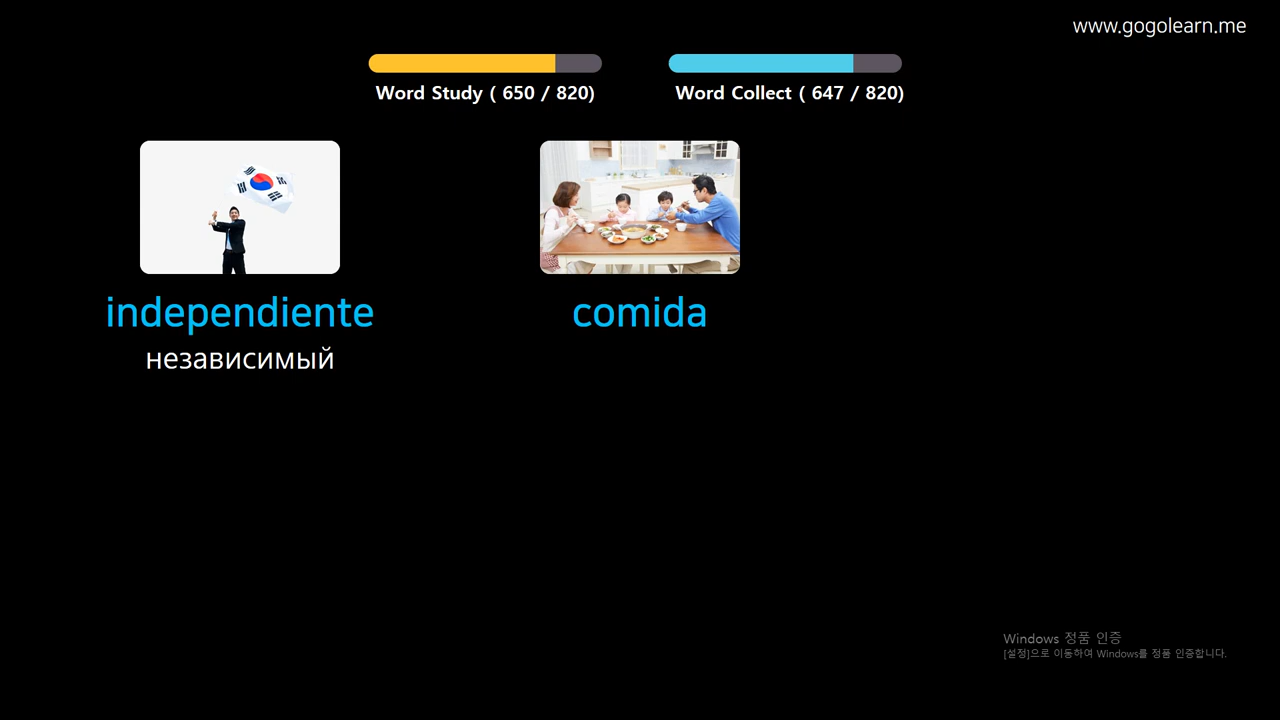 www.gogolearn.me
Word Study ( 650 / 820)
Word Collect ( 647 / 820)
independiente
comida
независимый
Windows 정품 인증
[설정]으로 이동하여 Windows를 정품 인증합니다.